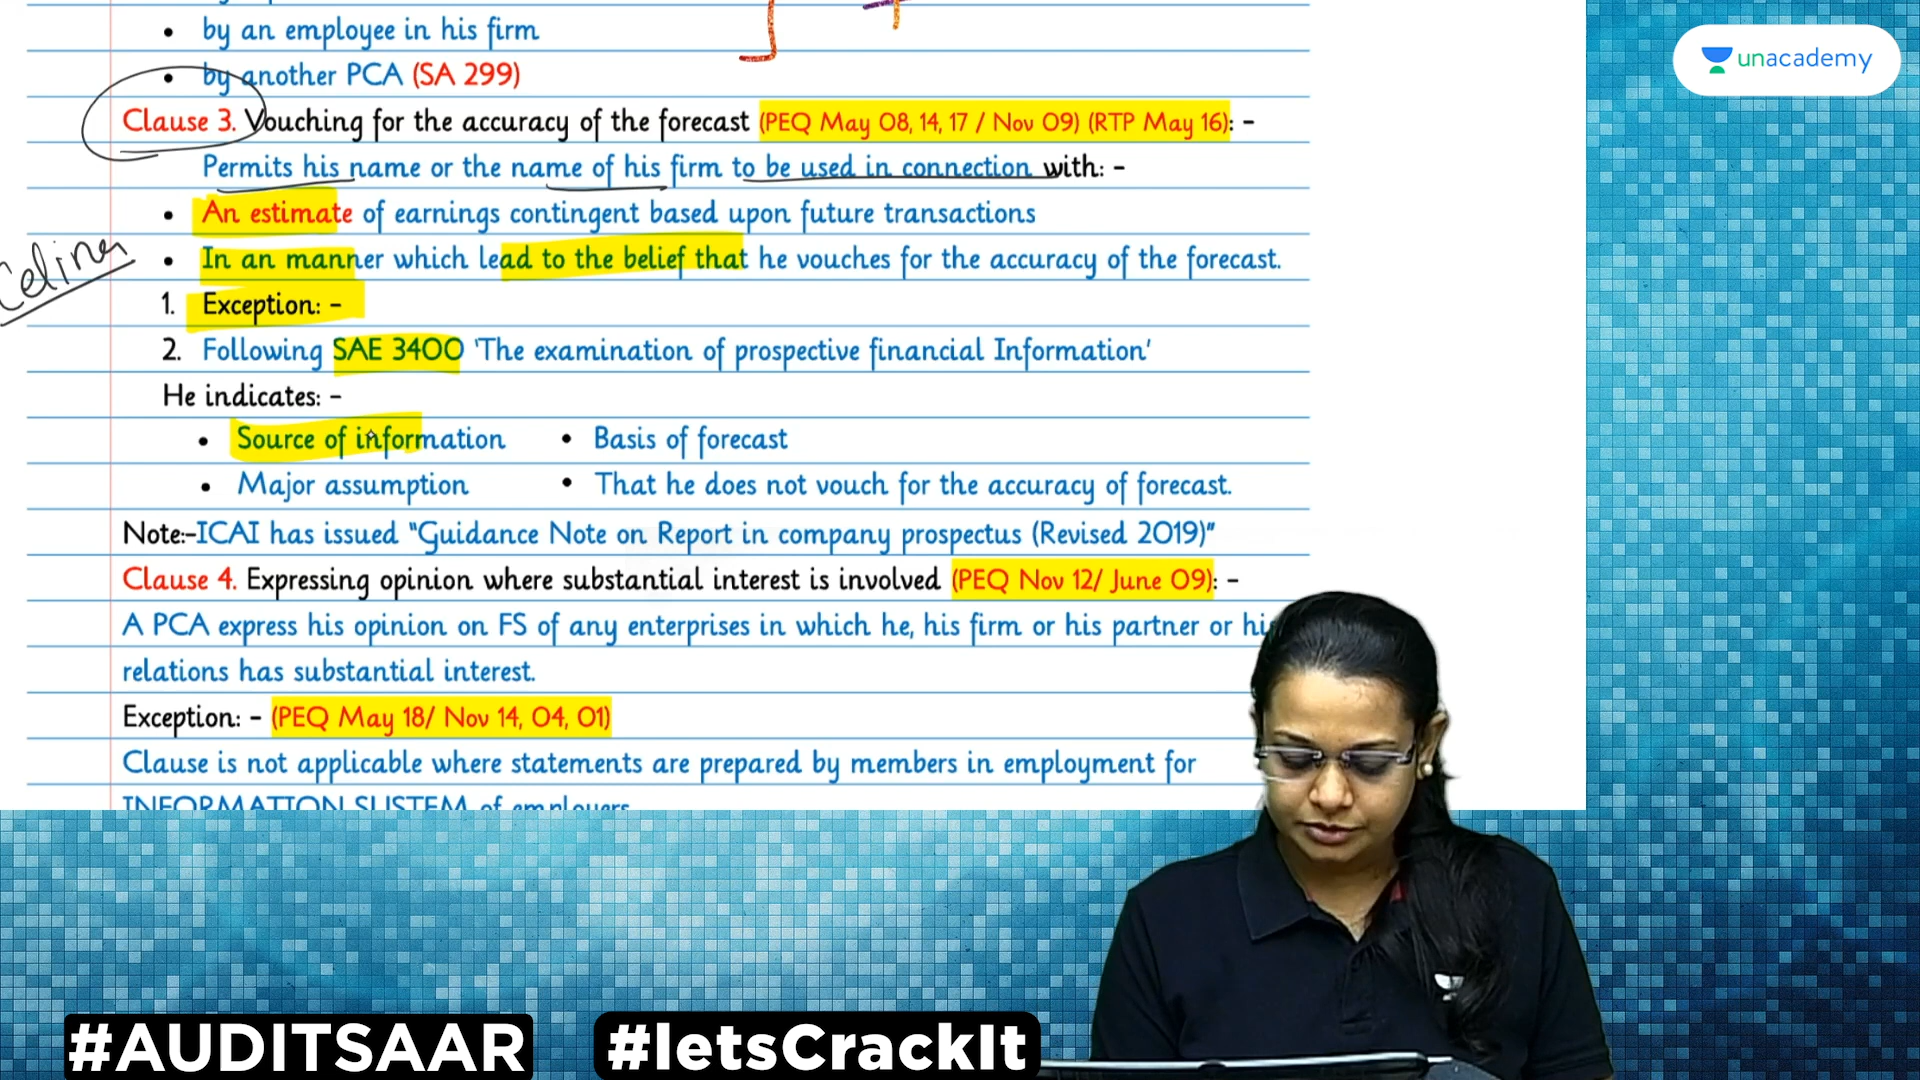 by an employee in his firm
by another PCA (SA 299)
Clause 3. Vouching for the accuracy of the forecast (PEQ May 08, 14, 17 / Nov 09) (RTP May 16): -
Permits his name or the name of his firm to be used in connection with: -
An estimate of earnings contingent based upon future transactions
In an manner which lead to the belief that he vouches for the accuracy of the forecast.
Celina
1. Exception: -
2. Following SAE 3400 'The examination of prospective financial Information'
He indicates: -
Source of information • Basis of forecast
Major assumption • That he does not vouch for the accuracy of forecast.
Note:-ICAI has issued "Guidance Note on Report in company prospectus (Revised 2019)"
Clause 4. Expressing opinion where substantial interest is involved (PEQ Nov 12/ June 09): -
A PCA express his opinion on FS of any enterprises in which he, his firm or his partner or his
relations has substantial interest.
Exception: - (PEQ May 18/ Nov 14, 04, 01)
Clause is not applicable where statements are prepared by members in employment for
INFORMATION SYSTEM of employers
unacademy
#AUDITSAAR #letsCrackIt